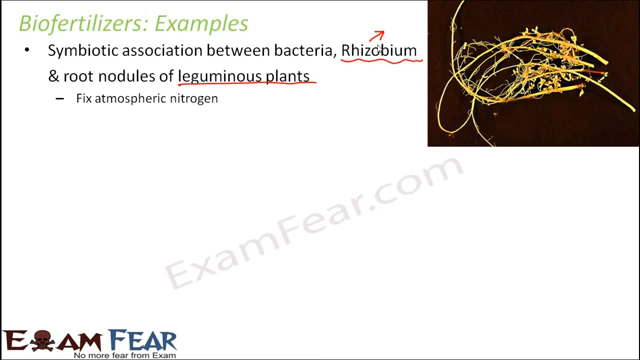 Biofertilizers: Examples
• Symbiotic association between bacteria, Rhizobium
& root nodules of leguminous plants
– Fix atmospheric nitrogen
ExamFear.com
EXAM FEAR
No more fear from Exam